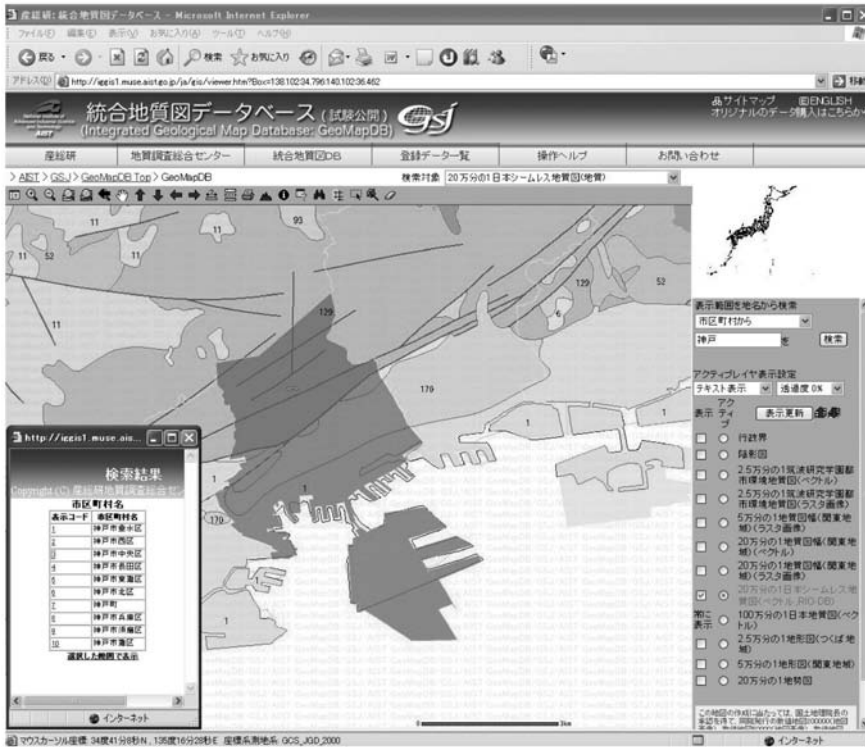 産総研: 統合地質図データベース - Microsoft Internet Explorer
ファイル(F) 編集(E) 表示(V) お気に入り(A) ツール(T) ヘルプ(H)
戻る 検索 お気に入り
アドレス(D) http://iggis1.muse.aist.go.jp/ja/gis/viewer.htm?Box=138.102:34.796:140.102:36.462 移動
統合地質図データベース (試験公開) gsj
(Integrated Geological Map Database: GeoMapDB)
AIST
サイトマップ ENGLISH
オリジナルのデータ購入はこちらから
産総研 地質調査総合センター 統合地質図DB 登録データ一覧 操作ヘルプ お問い合わせ
> AIST > GSJ > GeoMapDB Top > GeoMapDB 検索対象 20万分の1日本シームレス地質図(地質)
11 93
11 52 11 11
129 129 52
11 6
179
1 1
1
1
170
1
表示範囲を地名から検索
市区町村から
神戸 を 検索
アクティブレイヤ表示設定
テキスト表示 透過度 0%
表示 アクティブ 表示更新
行政界
陰影図
2.5万分の1筑波研究学園都市環境地質図(ベクトル)
2.5万分の1筑波研究学園都市環境地質図(ラスタ画像)
5万分の1地質図幅(関東地域)(ラスタ画像)
20万分の1地質図幅(関東地域)(ベクトル)
20万分の1地質図幅(関東地域)(ラスタ画像)
20万分の1日本シームレス地質図(ベクトル,RIO-DB)
常に表示 100万分の1日本地質図(ベクトル)
2.5万分の1地形図(つくば地域)
5万分の1地形図(関東地域)
20万分の1地勢図
http://iggis1.muse.ais...
検索結果
Copyright (C) 産総研地質調査総合セン
市区町村名
表示コード 市区町村名
1 神戸市垂水区
2 神戸市西区
3 神戸市中央区
4 神戸市長田区
5 神戸市東灘区
6 神戸市北区
7 神戸町
8 神戸市兵庫区
9 神戸市須磨区
10 神戸市灘区
選択した範囲で表示
インターネット
0 3km
マウスカーソル座標: 34度41分8秒N , 135度16分28秒E 座標系測地系: GCS_JGD_2000
インターネット